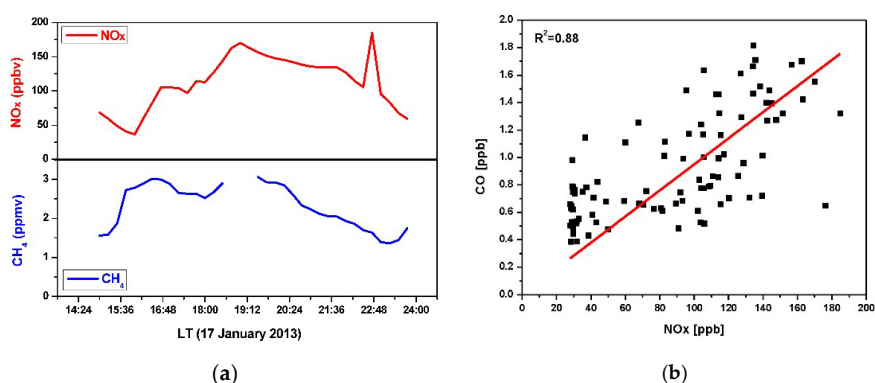 200
150
100
50
0
NOx (ppbv)
NOx
3
2
1
0
CH4 (ppmv)
CH4
14:24 15:36 16:48 18:00 19:12 20:24 21:36 22:48 24:00
LT (17 January 2013)
(a)
R²=0.88
2.0
1.8
1.6
1.4
1.2
1.0
0.8
0.6
0.4
0.2
0.0
CO [ppb]
0 20 40 60 80 100 120 140 160 180 200
NOx [ppb]
(b)